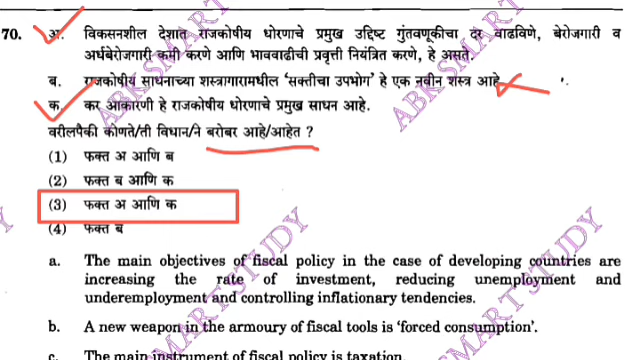 70. अ. विकसनशील देशात राजकोषीय धोरणाचे प्रमुख उद्दिष्ट गुंतवणूकीचा दर वाढविणे, बेरोजगारी व
अर्धबेरोजगारी कमी करणे आणि भाववाढीची प्रवृत्ती नियंत्रित करणे, हे असते.
ब. राजकोषीय साधनाच्या शस्त्रागारामधील ‘सक्तीचा उपभोग’ हे एक नवीन शस्त्र आहे
क. कर आकारणी हे राजकोषीय धोरणाचे प्रमुख साधन आहे.
वरीलपैकी कोणते/ती विधान/ने बरोबर आहे/आहेत ?
(1) फक्त अ आणि ब
(2) फक्त ब आणि क
(3) फक्त अ आणि क
(4) फक्त ब
a. The main objectives of fiscal policy in the case of developing countries are
increasing the rate of investment, reducing unemployment and
underemployment and controlling inflationary tendencies.
b. A new weapon in the armoury of fiscal tools is ‘forced consumption’.
c. The main instrument of fiscal policy is taxation.